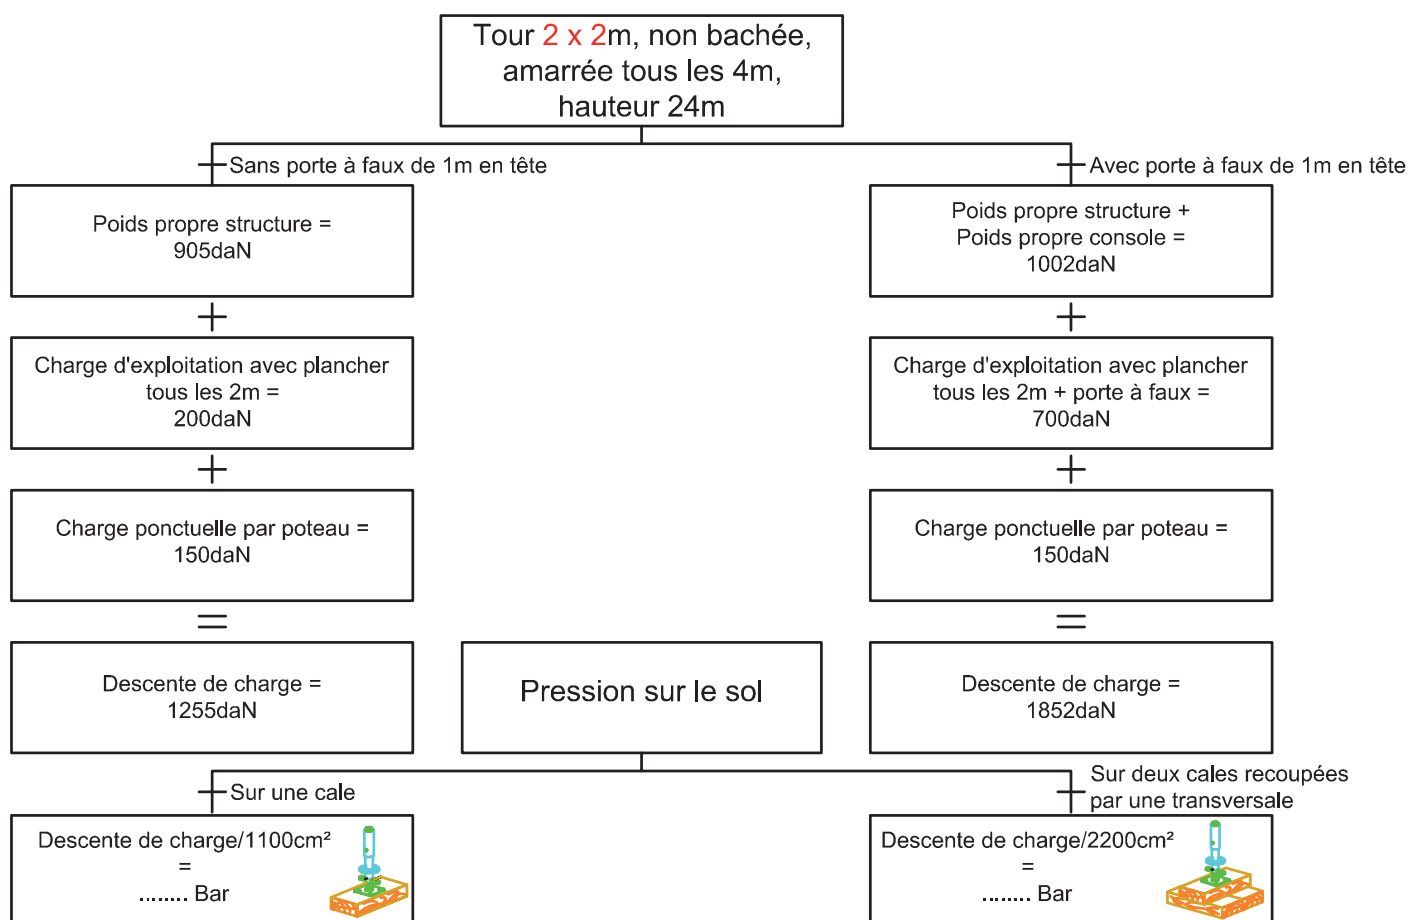 Tour 2 x 2m, non bachée,
amarrée tous les 4m,
hauteur 24m
Sans porte à faux de 1m en tête
Avec porte à faux de 1m en tête
Poids propre structure =
905daN
Poids propre structure +
Poids propre console =
1002daN
+
+
Charge d'exploitation avec plancher
tous les 2m =
200daN
Charge d'exploitation avec plancher
tous les 2m + porte à faux =
700daN
+
+
Charge ponctuelle par poteau =
150daN
Charge ponctuelle par poteau =
150daN
=
=
Descente de charge =
1255daN
Pression sur le sol
Descente de charge =
1852daN
Sur une cale
Sur deux cales recoupées
par une transversale
Descente de charge/1100cm²
=
........ Bar
Descente de charge/2200cm²
=
........ Bar